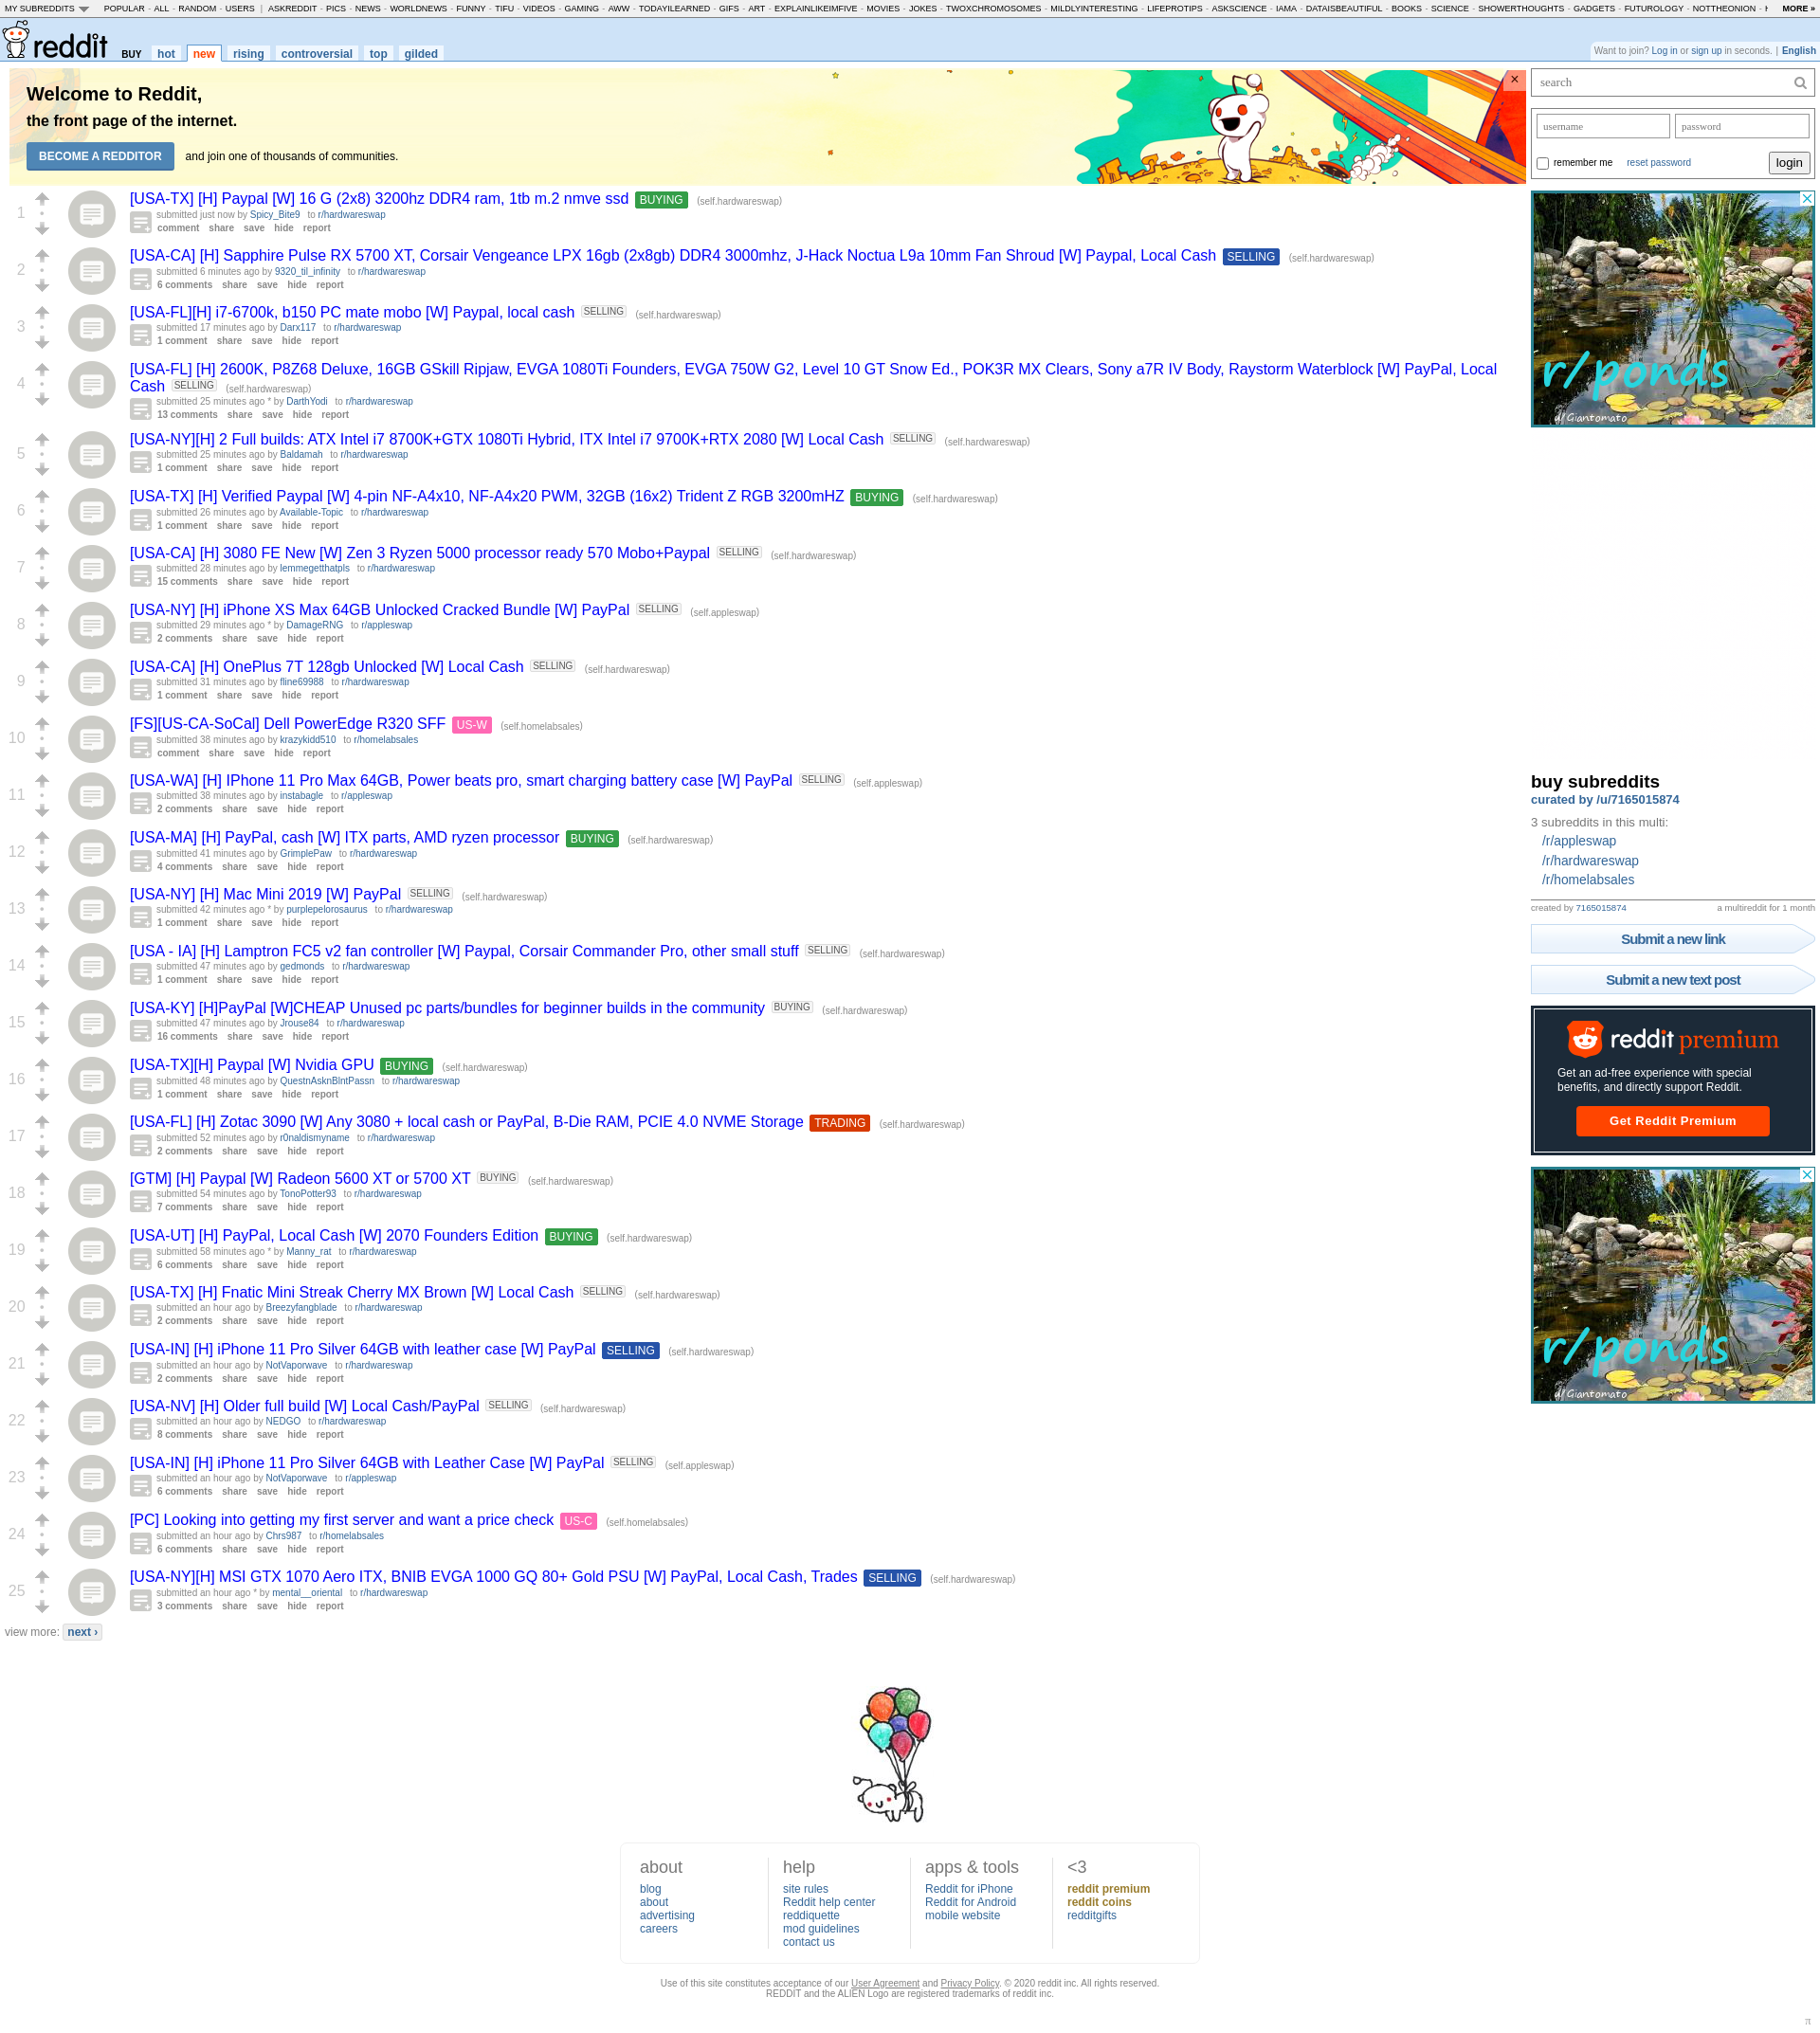 MY SUBREDDITS POPULAR - ALL - RANDOM - USERS | ASKREDDIT - PICS - NEWS - WORLDNEWS - FUNNY - TIFU - VIDEOS - GAMING - AWW - TODAYILEARNED - GIFS - ART - EXPLAINLIKEIMFIVE - MOVIES - JOKES - TWOXCHROMOSOMES - MILDLYINTERESTING - LIFEPROTIPS - ASKSCIENCE - IAMA - DATAISBEAUTIFUL - BOOKS - SCIENCE - SHOWERTHOUGHTS - GADGETS - FUTUROLOGY - NOTTHEONION - MORE »
reddit BUY hot new rising controversial top gilded
Want to join? Log in or sign up in seconds. | English
Welcome to Reddit,
the front page of the internet.
BECOME A REDDITOR and join one of thousands of communities.
×
1
[USA-TX] [H] Paypal [W] 16 G (2x8) 3200hz DDR4 ram, 1tb m.2 nmve ssd BUYING (self.hardwareswap)
submitted just now by Spicy_Bite9 to r/hardwareswap
comment share save hide report
2
[USA-CA] [H] Sapphire Pulse RX 5700 XT, Corsair Vengeance LPX 16gb (2x8gb) DDR4 3000mhz, J-Hack Noctua L9a 10mm Fan Shroud [W] Paypal, Local Cash SELLING (self.hardwareswap)
submitted 6 minutes ago by 9320_til_infinity to r/hardwareswap
6 comments share save hide report
3
[USA-FL][H] i7-6700k, b150 PC mate mobo [W] Paypal, local cash SELLING (self.hardwareswap)
submitted 17 minutes ago by Darx117 to r/hardwareswap
1 comment share save hide report
4
[USA-FL] [H] 2600K, P8Z68 Deluxe, 16GB GSkill Ripjaw, EVGA 1080Ti Founders, EVGA 750W G2, Level 10 GT Snow Ed., POK3R MX Clears, Sony a7R IV Body, Raystorm Waterblock [W] PayPal, Local
Cash SELLING (self.hardwareswap)
submitted 25 minutes ago * by DarthYodi to r/hardwareswap
13 comments share save hide report
5
[USA-NY][H] 2 Full builds: ATX Intel i7 8700K+GTX 1080Ti Hybrid, ITX Intel i7 9700K+RTX 2080 [W] Local Cash SELLING (self.hardwareswap)
submitted 25 minutes ago by Baldamah to r/hardwareswap
1 comment share save hide report
6
[USA-TX] [H] Verified Paypal [W] 4-pin NF-A4x10, NF-A4x20 PWM, 32GB (16x2) Trident Z RGB 3200mHZ BUYING (self.hardwareswap)
submitted 26 minutes ago by Available-Topic to r/hardwareswap
1 comment share save hide report
7
[USA-CA] [H] 3080 FE New [W] Zen 3 Ryzen 5000 processor ready 570 Mobo+Paypal SELLING (self.hardwareswap)
submitted 28 minutes ago by lemmegetthatpls to r/hardwareswap
15 comments share save hide report
8
[USA-NY] [H] iPhone XS Max 64GB Unlocked Cracked Bundle [W] PayPal SELLING (self.appleswap)
submitted 29 minutes ago * by DamageRNG to r/appleswap
2 comments share save hide report
9
[USA-CA] [H] OnePlus 7T 128gb Unlocked [W] Local Cash SELLING (self.hardwareswap)
submitted 31 minutes ago by fline69988 to r/hardwareswap
1 comment share save hide report
10
[FS][US-CA-SoCal] Dell PowerEdge R320 SFF US-W (self.homelabsales)
submitted 38 minutes ago by krazykidd510 to r/homelabsales
comment share save hide report
11
[USA-WA] [H] IPhone 11 Pro Max 64GB, Power beats pro, smart charging battery case [W] PayPal SELLING (self.appleswap)
submitted 38 minutes ago by instabagle to r/appleswap
2 comments share save hide report
12
[USA-MA] [H] PayPal, cash [W] ITX parts, AMD ryzen processor BUYING (self.hardwareswap)
submitted 41 minutes ago by GrimplePaw to r/hardwareswap
4 comments share save hide report
13
[USA-NY] [H] Mac Mini 2019 [W] PayPal SELLING (self.hardwareswap)
submitted 42 minutes ago * by purplepelorosaurus to r/hardwareswap
1 comment share save hide report
14
[USA - IA] [H] Lamptron FC5 v2 fan controller [W] Paypal, Corsair Commander Pro, other small stuff SELLING (self.hardwareswap)
submitted 47 minutes ago by gedmonds to r/hardwareswap
1 comment share save hide report
15
[USA-KY] [H]PayPal [W]CHEAP Unused pc parts/bundles for beginner builds in the community BUYING (self.hardwareswap)
submitted 47 minutes ago by Jrouse84 to r/hardwareswap
16 comments share save hide report
16
[USA-TX][H] Paypal [W] Nvidia GPU BUYING (self.hardwareswap)
submitted 48 minutes ago by QuestnAsknBlntPassn to r/hardwareswap
1 comment share save hide report
17
[USA-FL] [H] Zotac 3090 [W] Any 3080 + local cash or PayPal, B-Die RAM, PCIE 4.0 NVME Storage TRADING (self.hardwareswap)
submitted 52 minutes ago by r0naldismyname to r/hardwareswap
2 comments share save hide report
18
[GTM] [H] Paypal [W] Radeon 5600 XT or 5700 XT BUYING (self.hardwareswap)
submitted 54 minutes ago by TonoPotter93 to r/hardwareswap
7 comments share save hide report
19
[USA-UT] [H] PayPal, Local Cash [W] 2070 Founders Edition BUYING (self.hardwareswap)
submitted 58 minutes ago * by Manny_rat to r/hardwareswap
6 comments share save hide report
20
[USA-TX] [H] Fnatic Mini Streak Cherry MX Brown [W] Local Cash SELLING (self.hardwareswap)
submitted an hour ago by Breezyfangblade to r/hardwareswap
2 comments share save hide report
21
[USA-IN] [H] iPhone 11 Pro Silver 64GB with leather case [W] PayPal SELLING (self.hardwareswap)
submitted an hour ago by NotVaporwave to r/hardwareswap
2 comments share save hide report
22
[USA-NV] [H] Older full build [W] Local Cash/PayPal SELLING (self.hardwareswap)
submitted an hour ago by NEDGO to r/hardwareswap
8 comments share save hide report
23
[USA-IN] [H] iPhone 11 Pro Silver 64GB with Leather Case [W] PayPal SELLING (self.appleswap)
submitted an hour ago by NotVaporwave to r/appleswap
6 comments share save hide report
24
[PC] Looking into getting my first server and want a price check US-C (self.homelabsales)
submitted an hour ago by Chrs987 to r/homelabsales
6 comments share save hide report
25
[USA-NY][H] MSI GTX 1070 Aero ITX, BNIB EVGA 1000 GQ 80+ Gold PSU [W] PayPal, Local Cash, Trades SELLING (self.hardwareswap)
submitted an hour ago * by mental__oriental to r/hardwareswap
3 comments share save hide report
view more: next ›
search
username password
remember me reset password login
r/ponds
u/Giantomato
buy subreddits
curated by /u/7165015874
3 subreddits in this multi:
/r/appleswap
/r/hardwareswap
/r/homelabsales
created by 7165015874 a multireddit for 1 month
Submit a new link
Submit a new text post
reddit premium
Get an ad-free experience with special
benefits, and directly support Reddit.
Get Reddit Premium
r/ponds
u/Giantomato
about
blog
about
advertising
careers
help
site rules
Reddit help center
reddiquette
mod guidelines
contact us
apps & tools
Reddit for iPhone
Reddit for Android
mobile website
<3
reddit premium
reddit coins
redditgifts
Use of this site constitutes acceptance of our User Agreement and Privacy Policy. © 2020 reddit inc. All rights reserved.
REDDIT and the ALIEN Logo are registered trademarks of reddit inc.
π